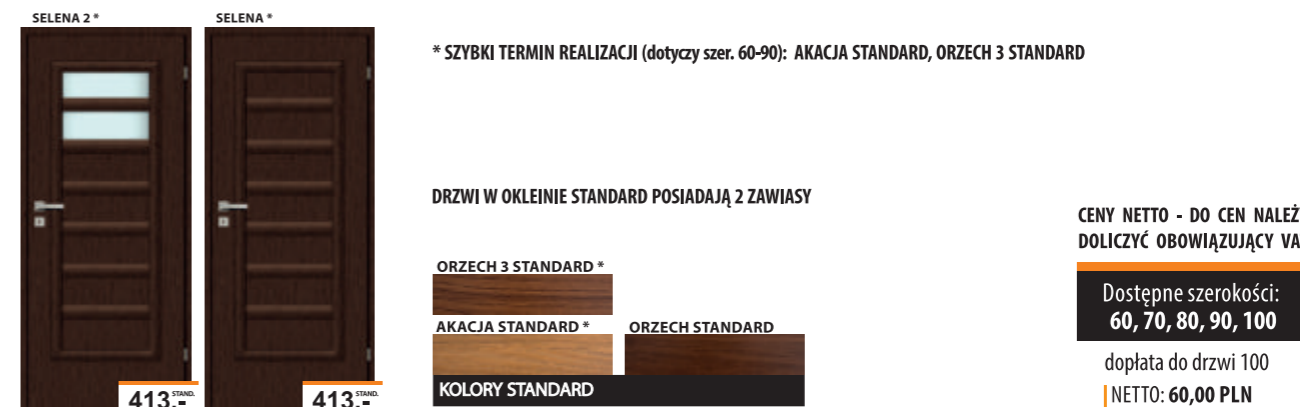 SELENA 2 *
SELENA *
* SZYBKI TERMIN REALIZACJI (dotyczy szer. 60-90): AKACJA STANDARD, ORZECH 3 STANDARD
DRZWI W OKLEINIE STANDARD POSIADAJĄ 2 ZAWIASY
ORZECH 3 STANDARD *
AKACJA STANDARD *
ORZECH STANDARD
KOLORY STANDARD
413.- STAND.
413.- STAND.
CENY NETTO - DO CEN NALEŻ
DOLICZYĆ OBOWIĄZUJĄCY VA
Dostępne szerokości:
60, 70, 80, 90, 100
dopłata do drzwi 100
NETTO: 60,00 PLN